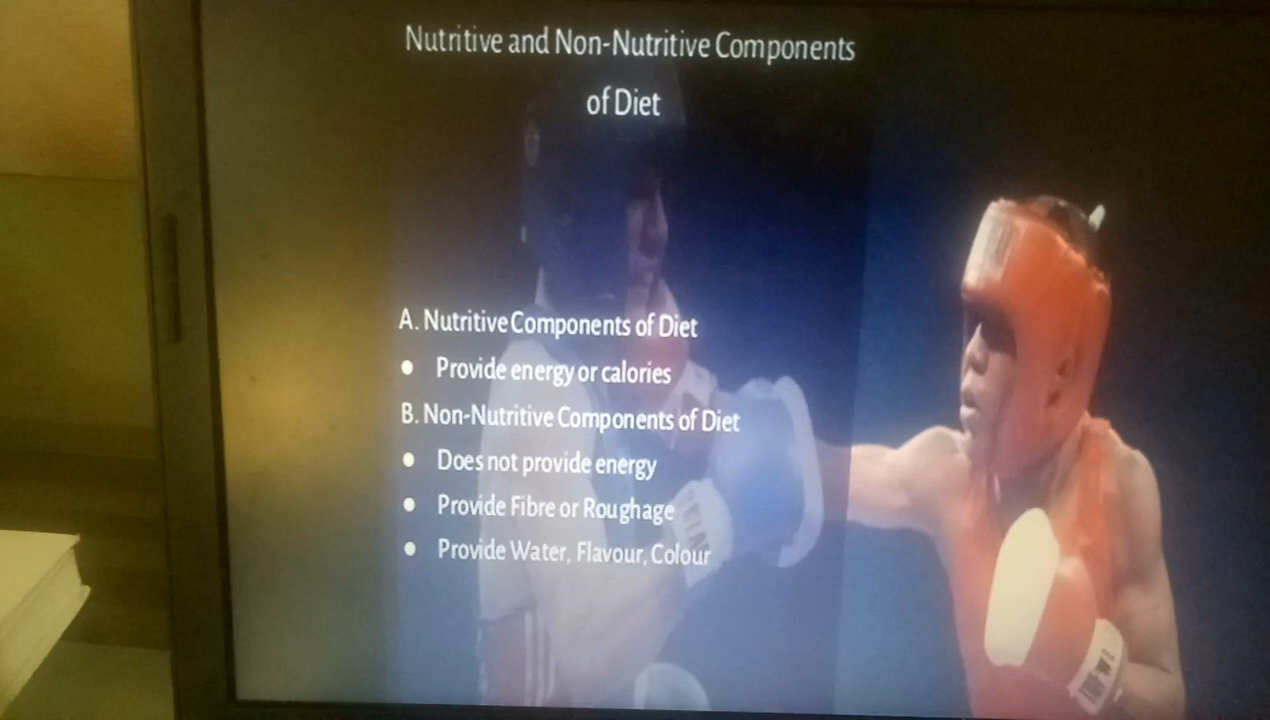 Nutritive and Non-Nutritive Components
of Diet
A. Nutritive Components of Diet
● Provide energy or calories
B. Non-Nutritive Components of Diet
● Does not provide energy
● Provide Fibre or Roughage
● Provide Water, Flavour, Colour